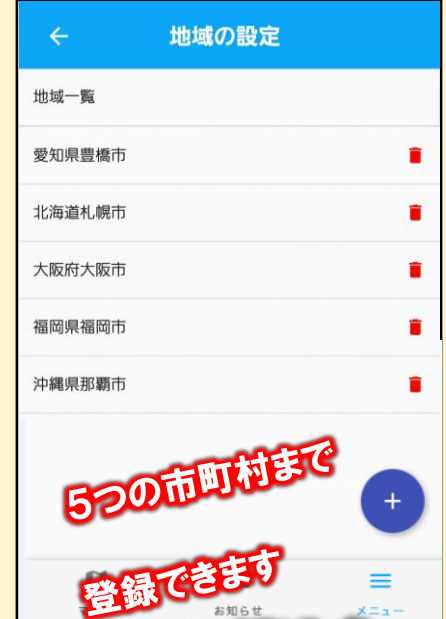 地域の設定
地域一覧
愛知県豊橋市
北海道札幌市
大阪府大阪市
福岡県福岡市
沖縄県那覇市
5つの市町村まで
登録できます
お知らせ
メニュー